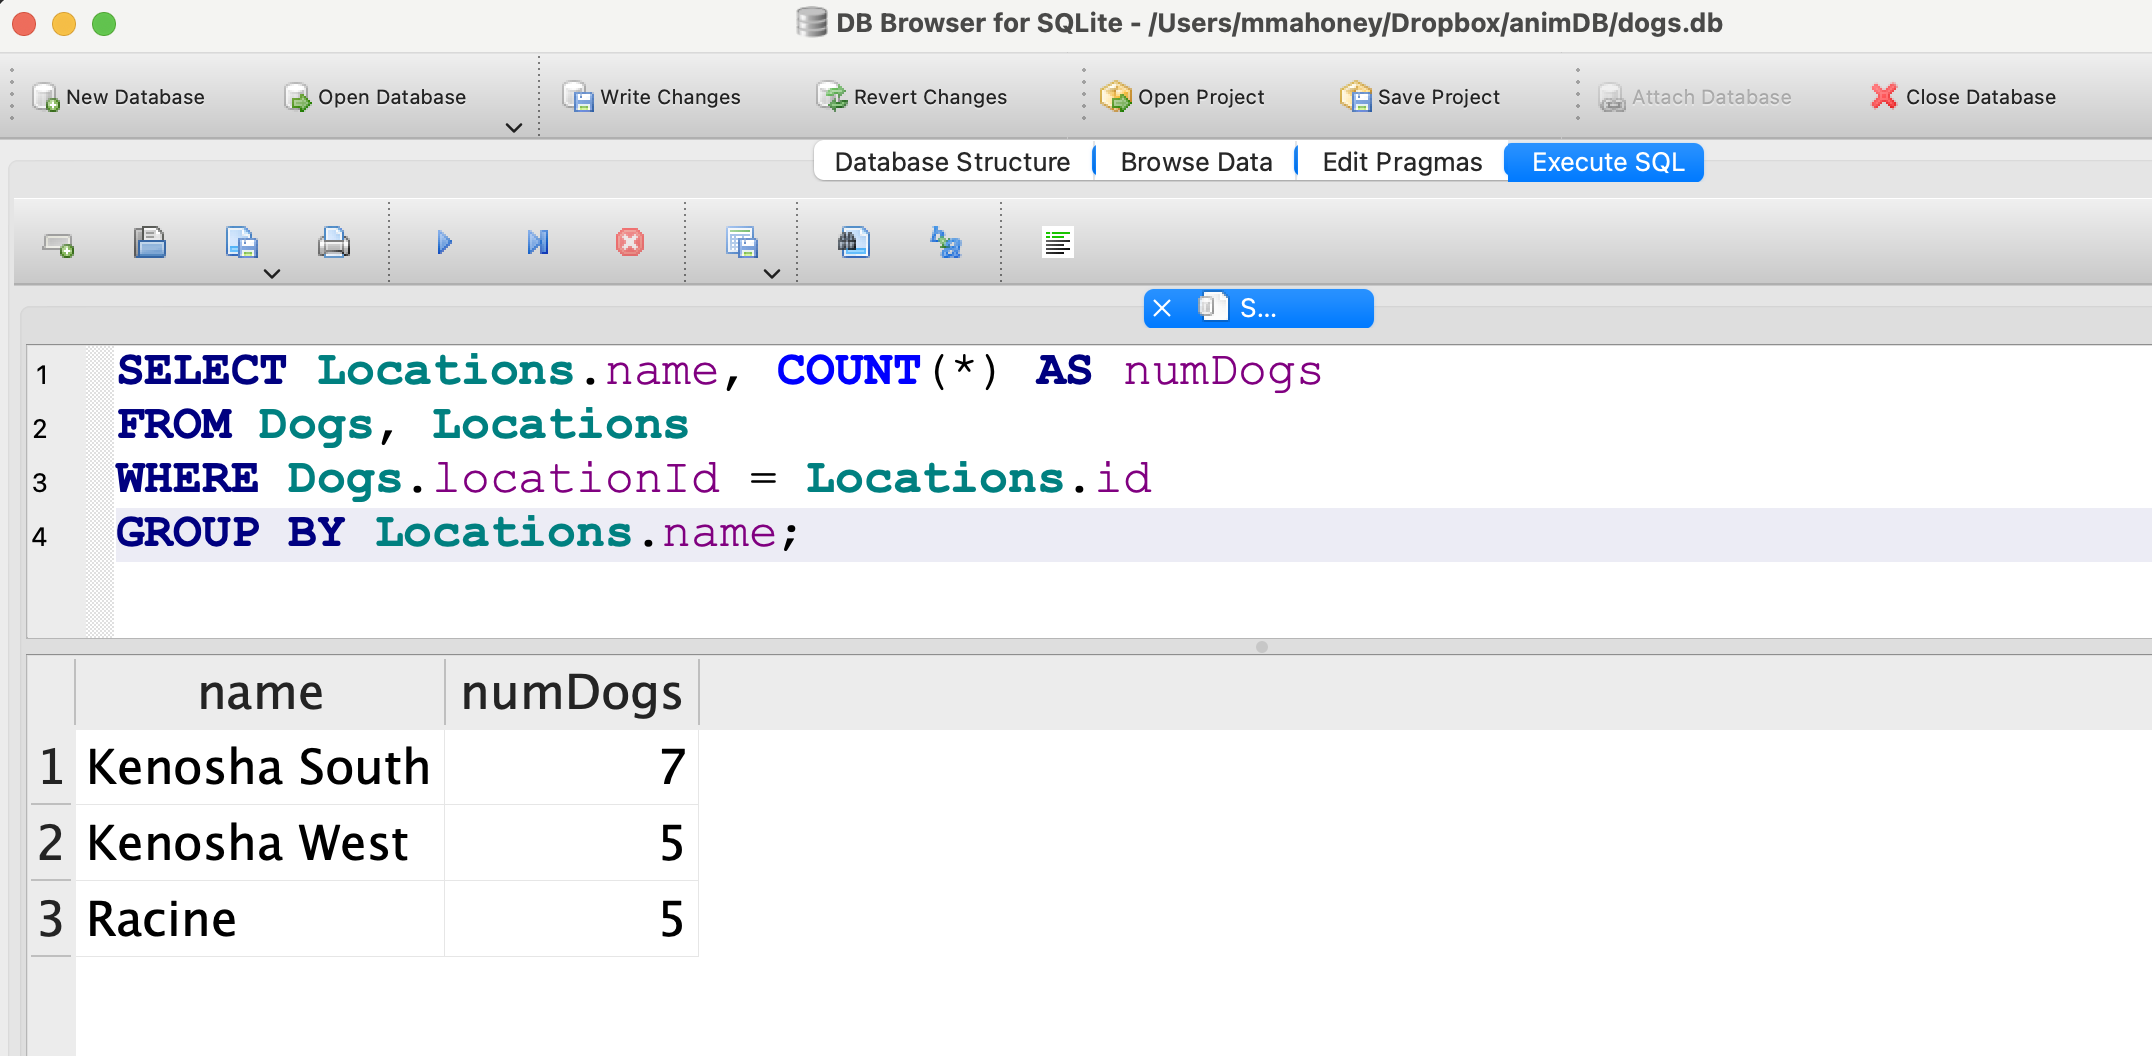 DB Browser for SQLite - /Users/mmahoney/Dropbox/animDB/dogs.db
New Database Open Database Write Changes Revert Changes Open Project Save Project Attach Database Close Database
Database Structure Browse Data Edit Pragmas Execute SQL
S...
1 SELECT Locations.name, COUNT(*) AS numDogs
2 FROM Dogs, Locations
3 WHERE Dogs.locationId = Locations.id
4 GROUP BY Locations.name;
name numDogs
1 Kenosha South 7
2 Kenosha West 5
3 Racine 5